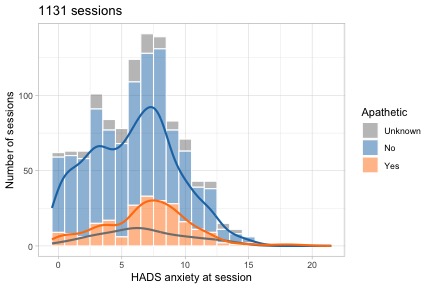 1131 sessions
Number of sessions
100
50
0
0
5
10
15
20
HADS anxiety at session
Apathetic
Unknown
No
Yes